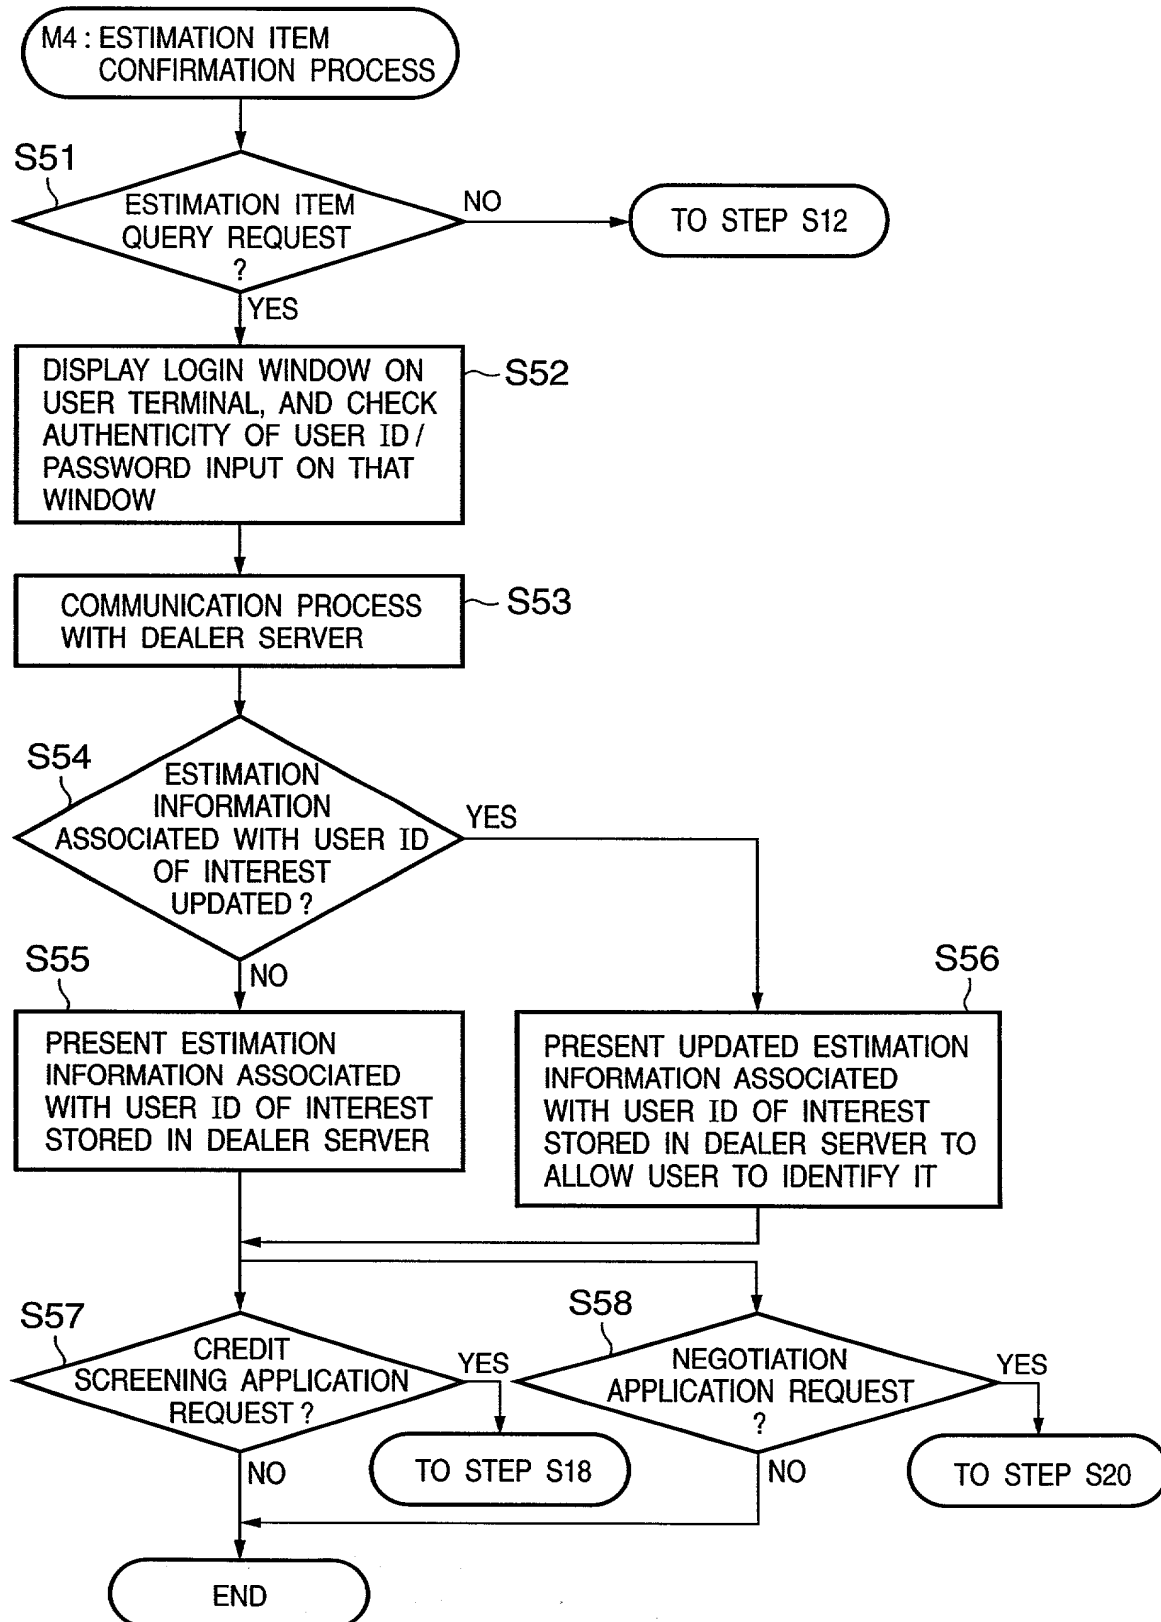 M4 : ESTIMATION ITEM
CONFIRMATION PROCESS
S51
ESTIMATION ITEM
QUERY REQUEST
?
NO
TO STEP S12
YES
DISPLAY LOGIN WINDOW ON
USER TERMINAL, AND CHECK
AUTHENTICITY OF USER ID /
PASSWORD INPUT ON THAT
WINDOW
S52
COMMUNICATION PROCESS
WITH DEALER SERVER
S53
S54
ESTIMATION
INFORMATION
ASSOCIATED WITH USER ID
OF INTEREST
UPDATED ?
YES
NO
S55
PRESENT ESTIMATION
INFORMATION ASSOCIATED
WITH USER ID OF INTEREST
STORED IN DEALER SERVER
S56
PRESENT UPDATED ESTIMATION
INFORMATION ASSOCIATED
WITH USER ID OF INTEREST
STORED IN DEALER SERVER TO
ALLOW USER TO IDENTIFY IT
S57
CREDIT
SCREENING APPLICATION
REQUEST ?
YES
TO STEP S18
NO
S58
NEGOTIATION
APPLICATION REQUEST
?
YES
TO STEP S20
NO
END